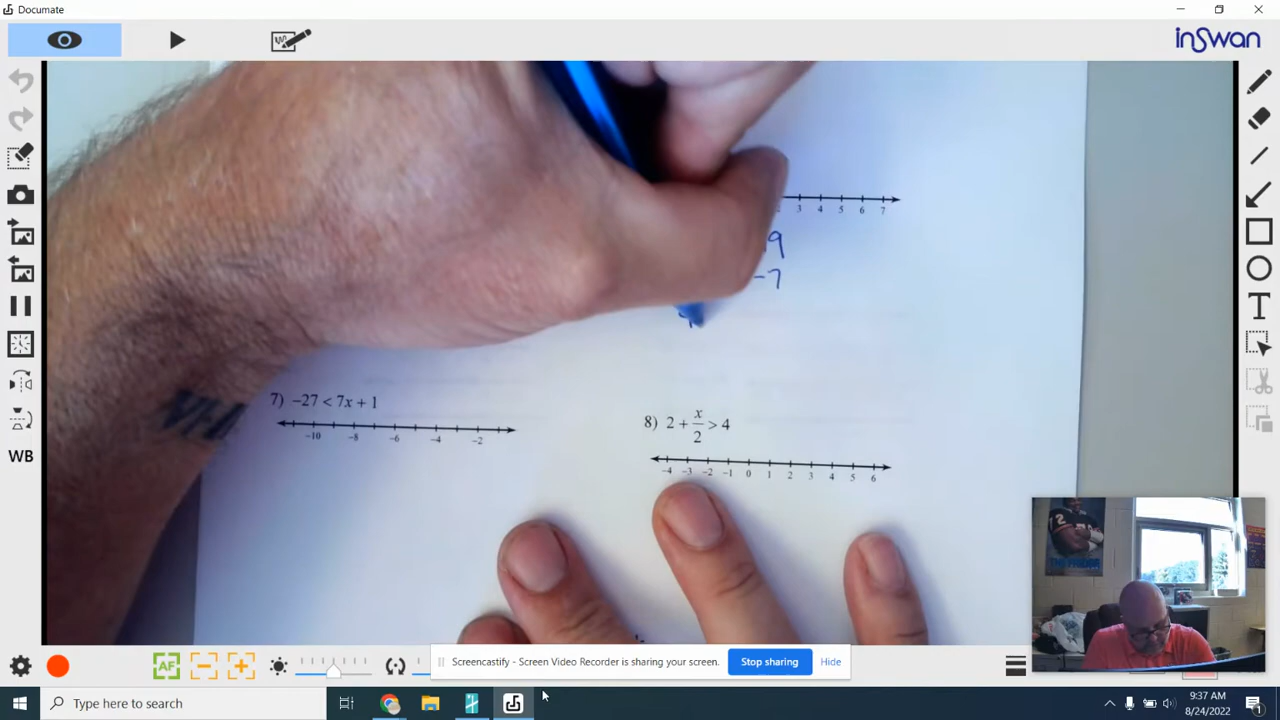 Documate
inSwan
3 4 5 6 7
9
-7
7) −27 < 7x + 1
−10 −8 −6 −4 −2
8) 2 + x/2 > 4
−4 −3 −2 −1 0 1 2 3 4 5 6
T
WB
AF
Screencastify - Screen Video Recorder is sharing your screen.
Stop sharing
Hide
Type here to search
9:37 AM
8/24/2022
1